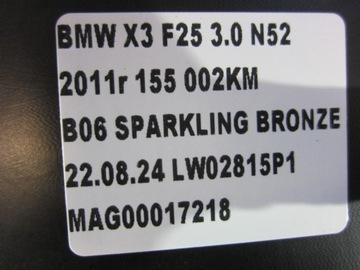 BMW X3 F25 3.0 N52
2011r 155 002KM
B06 SPARKLING BRONZE
22.08.24 LW02815P1
MAG00017218